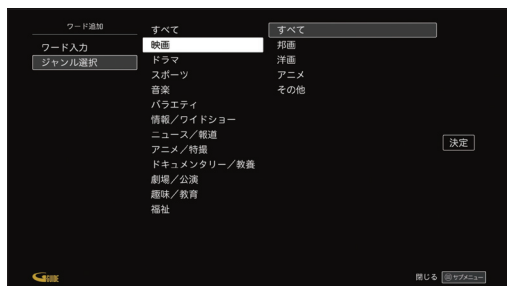 ワード追加
ワード入力
ジャンル選択
すべて
映画
ドラマ
スポーツ
音楽
バラエティ
情報／ワイドショー
ニュース／報道
アニメ／特撮
ドキュメンタリー／教養
劇場／公演
趣味／教育
福祉
すべて
邦画
洋画
アニメ
その他
決定
G GUIDE
閉じる サブメニュー